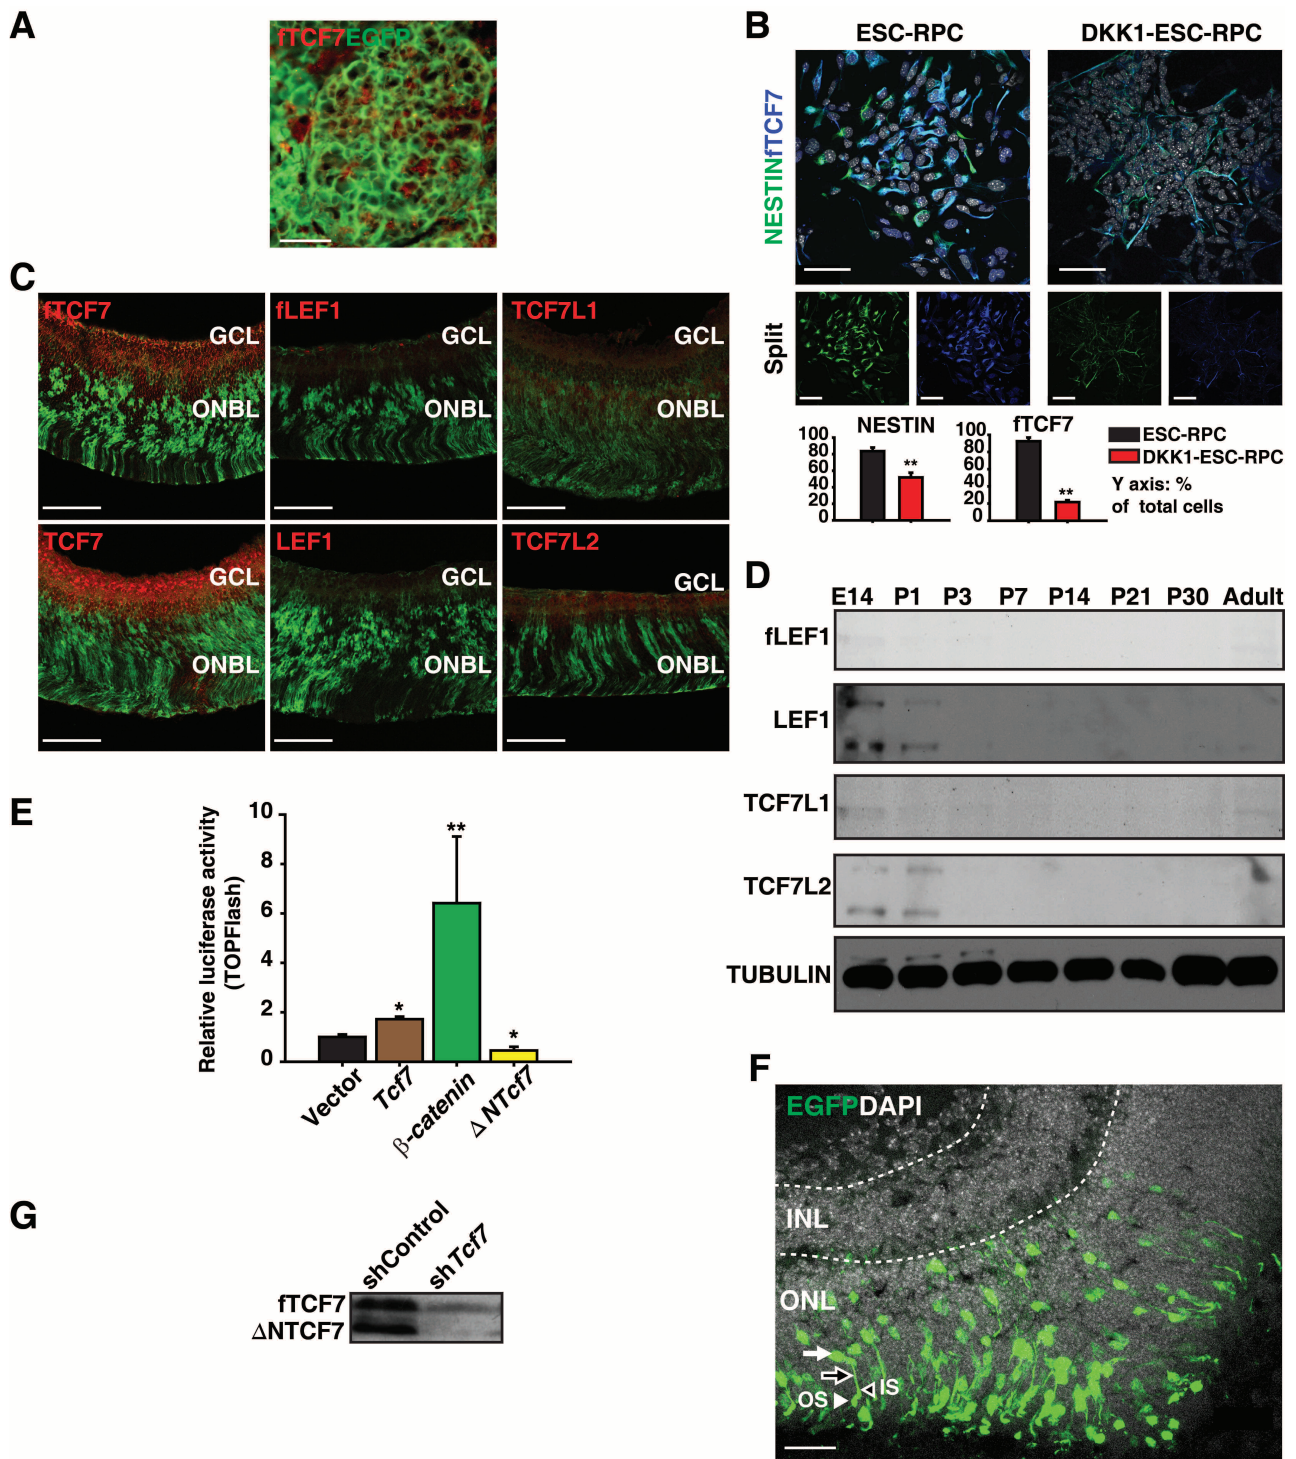 A
fTCF7EGFP
B
ESC-RPC
DKK1-ESC-RPC
NESTINfTCF7
Split
NESTIN
100
80
60
40
20
0
**
fTCF7
100
80
60
40
20
0
**
ESC-RPC
DKK1-ESC-RPC
Y axis: %
of total cells
C
fTCF7
GCL
ONBL
fLEF1
GCL
ONBL
TCF7L1
GCL
ONBL
TCF7
GCL
ONBL
LEF1
GCL
ONBL
TCF7L2
GCL
ONBL
D
E14 P1 P3 P7 P14 P21 P30 Adult
fLEF1
LEF1
TCF7L1
TCF7L2
TUBULIN
E
Relative luciferase activity
(TOPFlash)
10
8
6
4
2
0
*
**
*
Vector
Tcf7
β-catenin
ΔNTcf7
F
EGFPDAPI
INL
ONL
IS
OS
G
shControl
shTcf7
fTCF7
ΔNTCF7